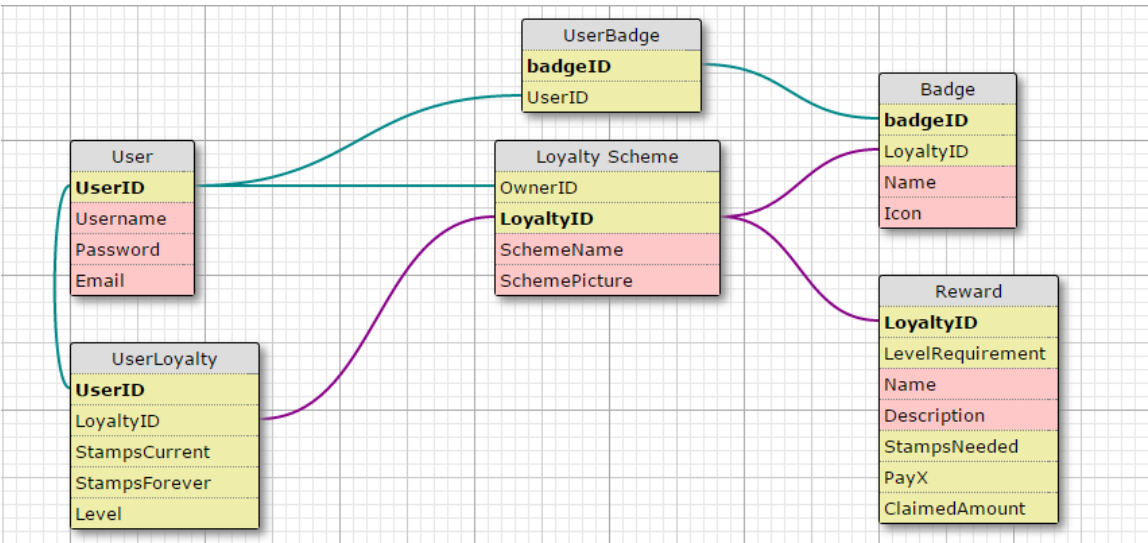 UserBadge
badgeID
UserID
Badge
badgeID
LoyaltyID
Name
Icon
User
UserID
Username
Password
Email
Loyalty Scheme
OwnerID
LoyaltyID
SchemeName
SchemePicture
UserLoyalty
UserID
LoyaltyID
StampsCurrent
StampsForever
Level
Reward
LoyaltyID
LevelRequirement
Name
Description
StampsNeeded
PayX
ClaimedAmount